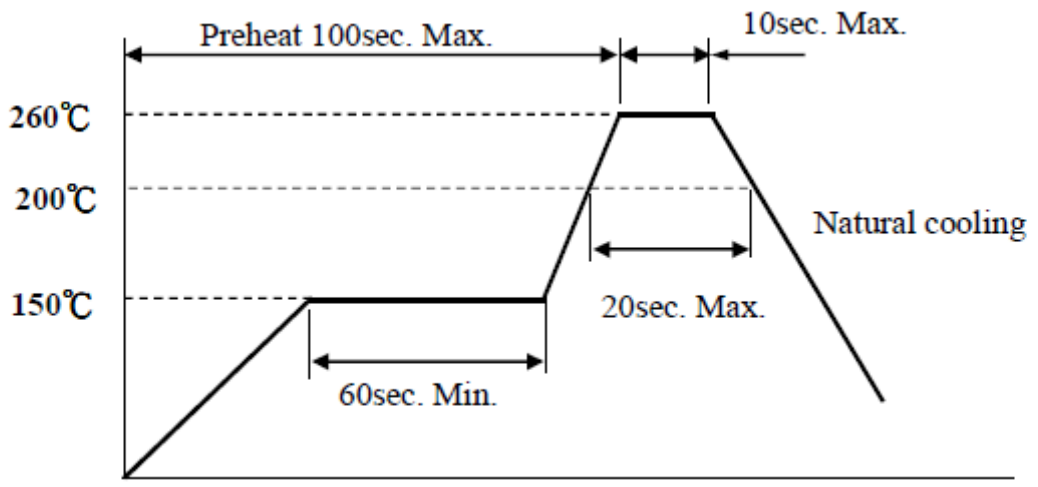 Preheat 100sec. Max.
10sec. Max.
260℃
200℃
Natural cooling
150℃
20sec. Max.
60sec. Min.